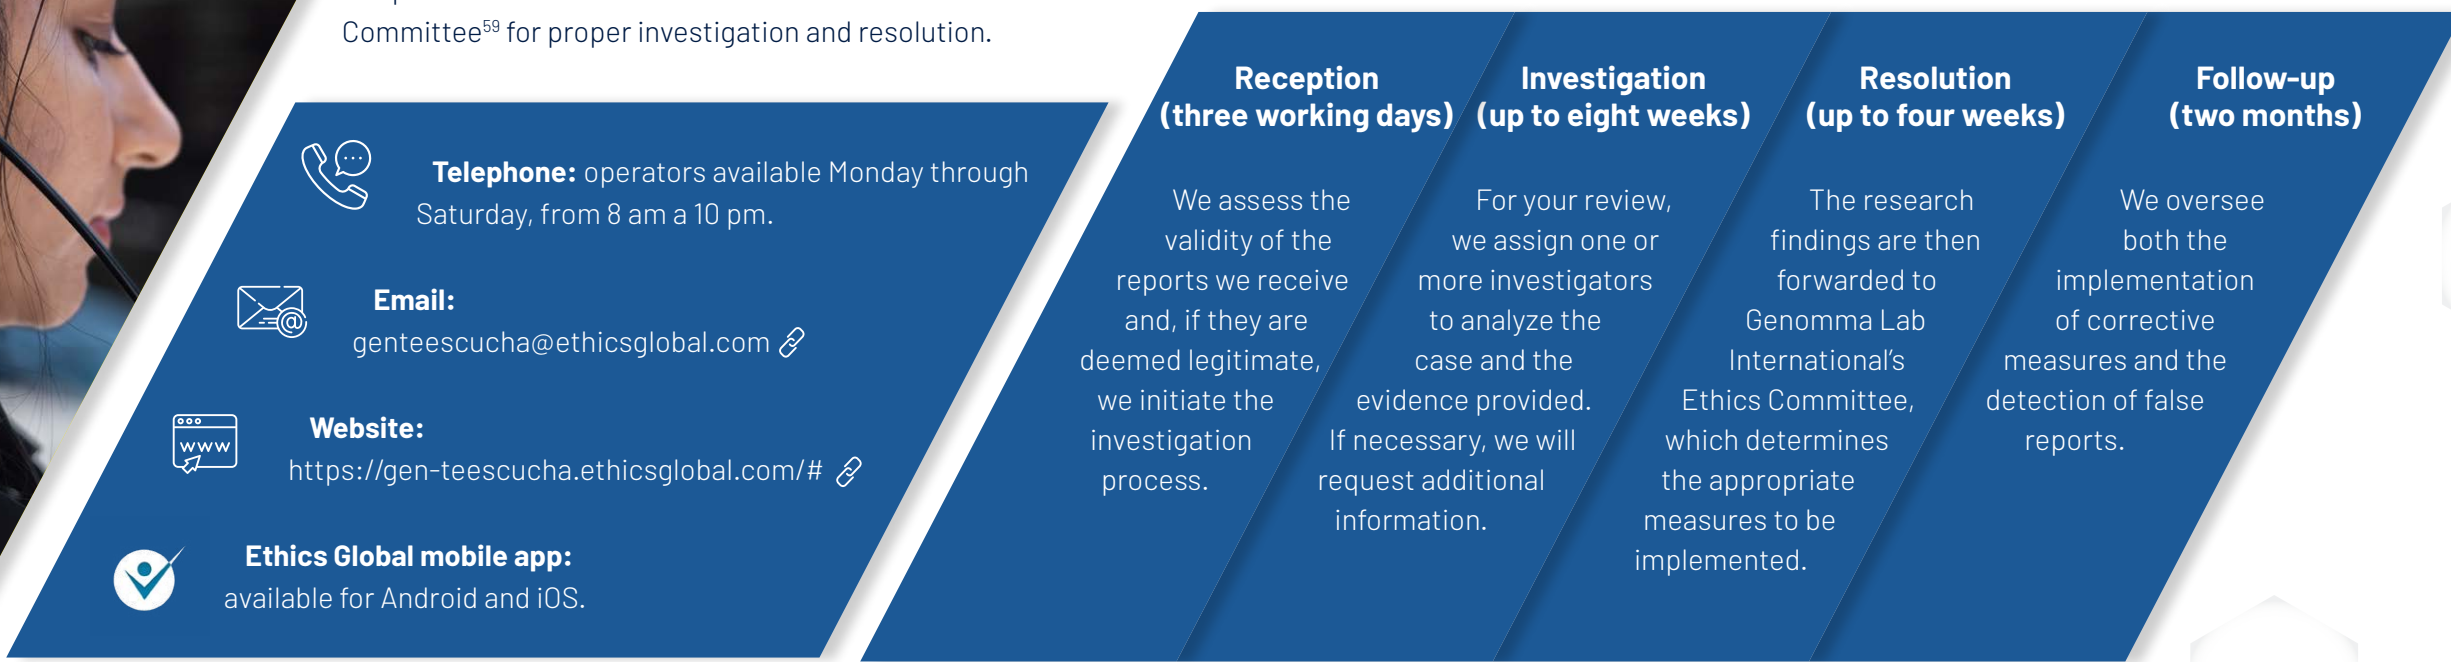 Committee⁵⁹ for proper investigation and resolution.
Telephone: operators available Monday through
Saturday, from 8 am a 10 pm.
Email:
genteescucha@ethicsglobal.com
www
Website:
https://gen-teescucha.ethicsglobal.com/#
Ethics Global mobile app:
available for Android and iOS.
Reception
(three working days)
We assess the
validity of the
reports we receive
and, if they are
deemed legitimate,
we initiate the
investigation
process.
Investigation
(up to eight weeks)
For your review,
we assign one or
more investigators
to analyze the
case and the
evidence provided.
If necessary, we will
request additional
information.
Resolution
(up to four weeks)
The research
findings are then
forwarded to
Genomma Lab
International's
Ethics Committee,
which determines
the appropriate
measures to be
implemented.
Follow-up
(two months)
We oversee
both the
implementation
of corrective
measures and the
detection of false
reports.